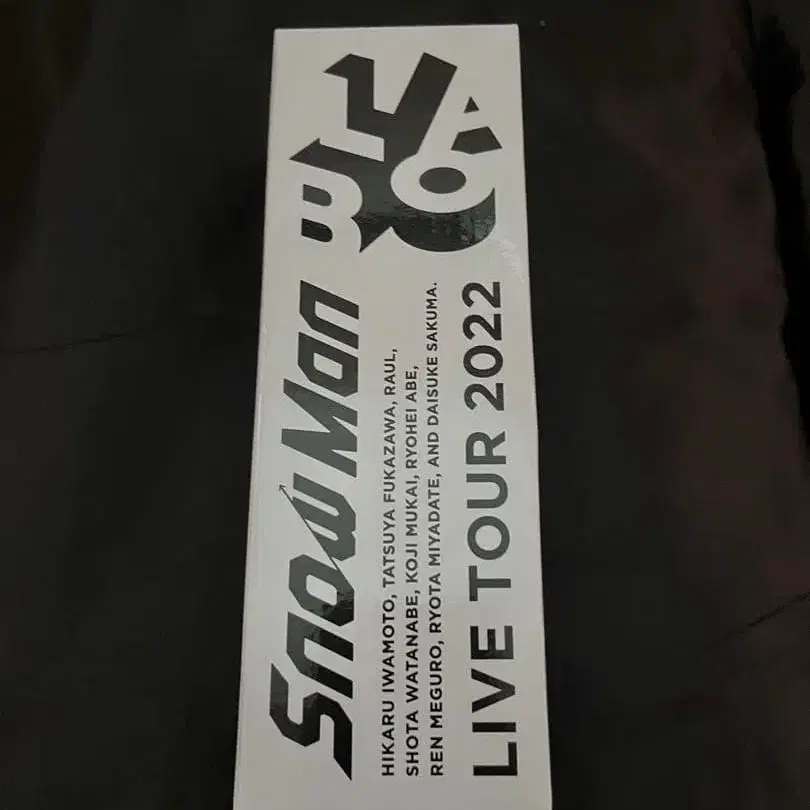 Snow Man
HIKARU IWAMOTO, TATSUYA FUKAZAWA, RAUL,
SHOTA WATANABE, KOJI MUKAI, RYOHEI ABE,
REN MEGURO, RYOTA MIYADATE, AND DAISUKE SAKUMA.
LIVE TOUR 2022